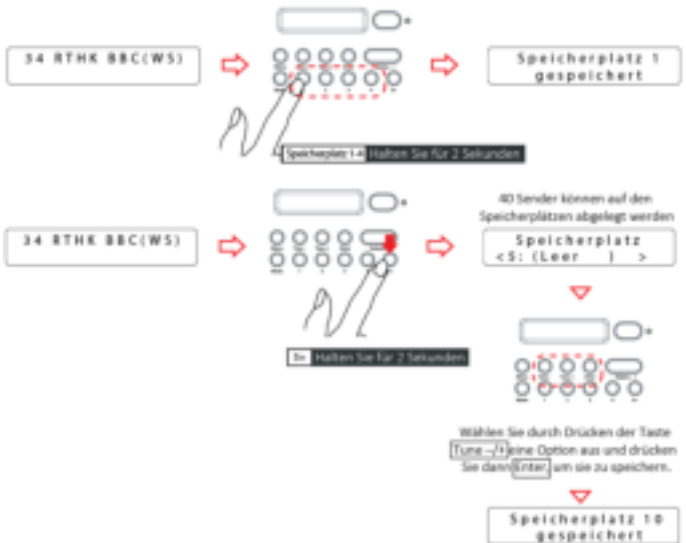 34 RTHK BBC(WS)
Speicherplatz 1
gespeichert
Speicherplatz 1-4 Halten Sie für 2 Sekunden
40 Sender können auf den
Speicherplätzen abgelegt werden
34 RTHK BBC(WS)
Speicherplatz
<5: (Leer ) >
5+ Halten Sie für 2 Sekunden
Wählen Sie durch Drücken der Taste
Tune –/+ eine Option aus und drücken
Sie dann Enter, um sie zu speichern.
Speicherplatz 10
gespeichert